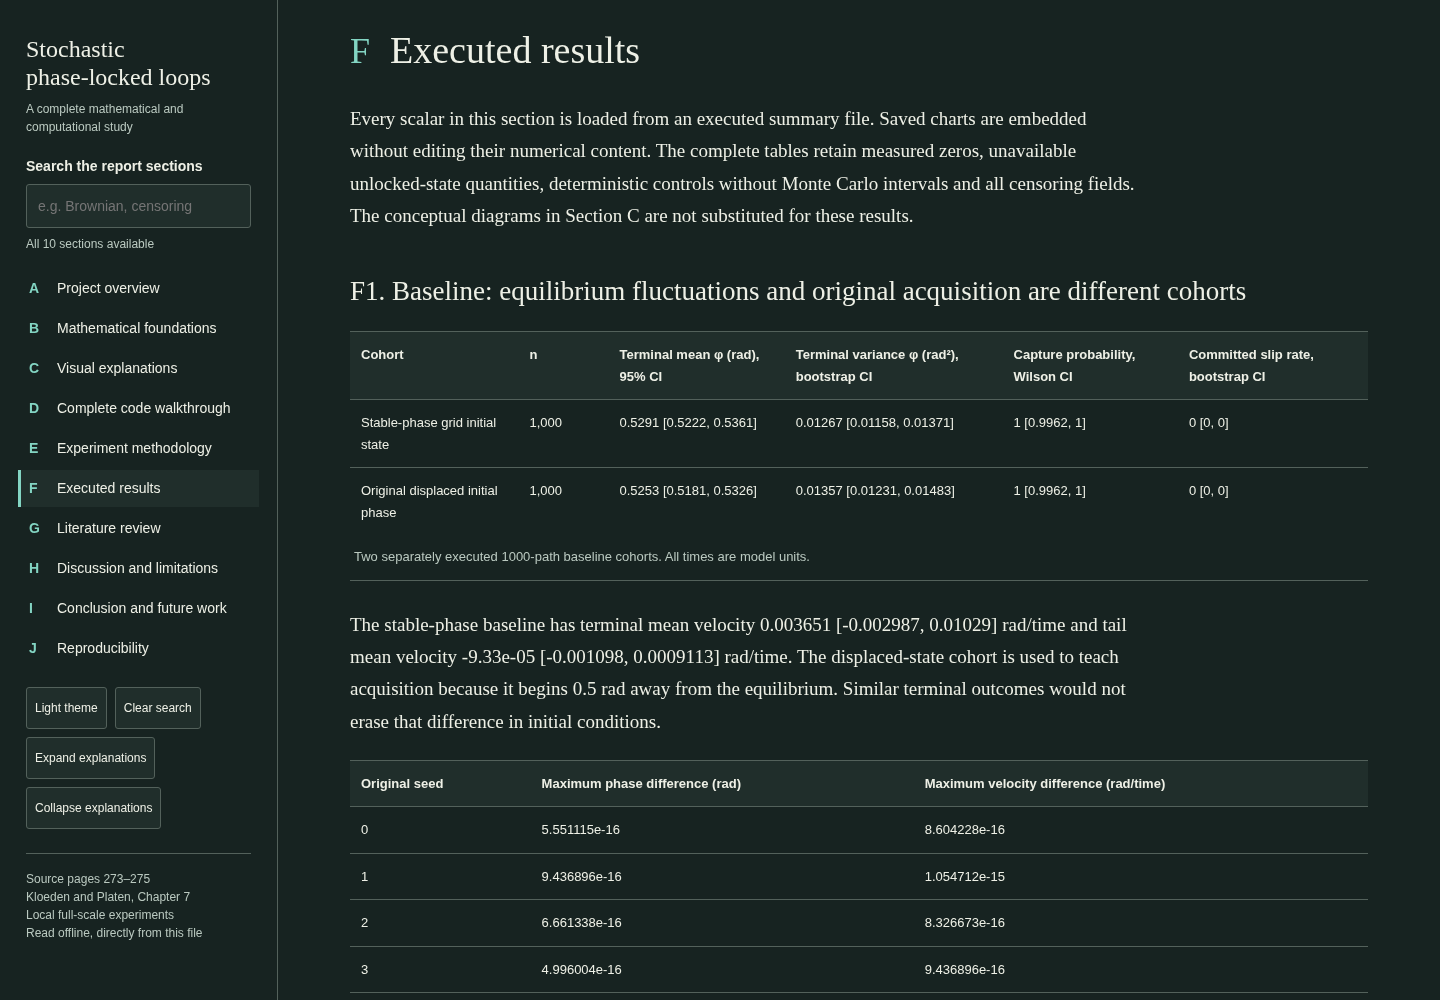 Stochastic
phase-locked loops
A complete mathematical and
computational study
Search the report sections
e.g. Brownian, censoring
All 10 sections available
A Project overview
B Mathematical foundations
C Visual explanations
D Complete code walkthrough
E Experiment methodology
F Executed results
G Literature review
H Discussion and limitations
I Conclusion and future work
J Reproducibility
Light theme Clear search
Expand explanations
Collapse explanations
Source pages 273–275
Kloeden and Platen, Chapter 7
Local full-scale experiments
Read offline, directly from this file
F Executed results
Every scalar in this section is loaded from an executed summary file. Saved charts are embedded
without editing their numerical content. The complete tables retain measured zeros, unavailable
unlocked-state quantities, deterministic controls without Monte Carlo intervals and all censoring fields.
The conceptual diagrams in Section C are not substituted for these results.
F1. Baseline: equilibrium fluctuations and original acquisition are different cohorts
Cohort n Terminal mean φ (rad), 95% CI Terminal variance φ (rad²), bootstrap CI Capture probability, Wilson CI Committed slip rate, bootstrap CI
Stable-phase grid initial state 1,000 0.5291 [0.5222, 0.5361] 0.01267 [0.01158, 0.01371] 1 [0.9962, 1] 0 [0, 0]
Original displaced initial phase 1,000 0.5253 [0.5181, 0.5326] 0.01357 [0.01231, 0.01483] 1 [0.9962, 1] 0 [0, 0]
Two separately executed 1000-path baseline cohorts. All times are model units.
The stable-phase baseline has terminal mean velocity 0.003651 [-0.002987, 0.01029] rad/time and tail
mean velocity -9.33e-05 [-0.001098, 0.0009113] rad/time. The displaced-state cohort is used to teach
acquisition because it begins 0.5 rad away from the equilibrium. Similar terminal outcomes would not
erase that difference in initial conditions.
Original seed Maximum phase difference (rad) Maximum velocity difference (rad/time)
0 5.551115e-16 8.604228e-16
1 9.436896e-16 1.054712e-15
2 6.661338e-16 8.326673e-16
3 4.996004e-16 9.436896e-16